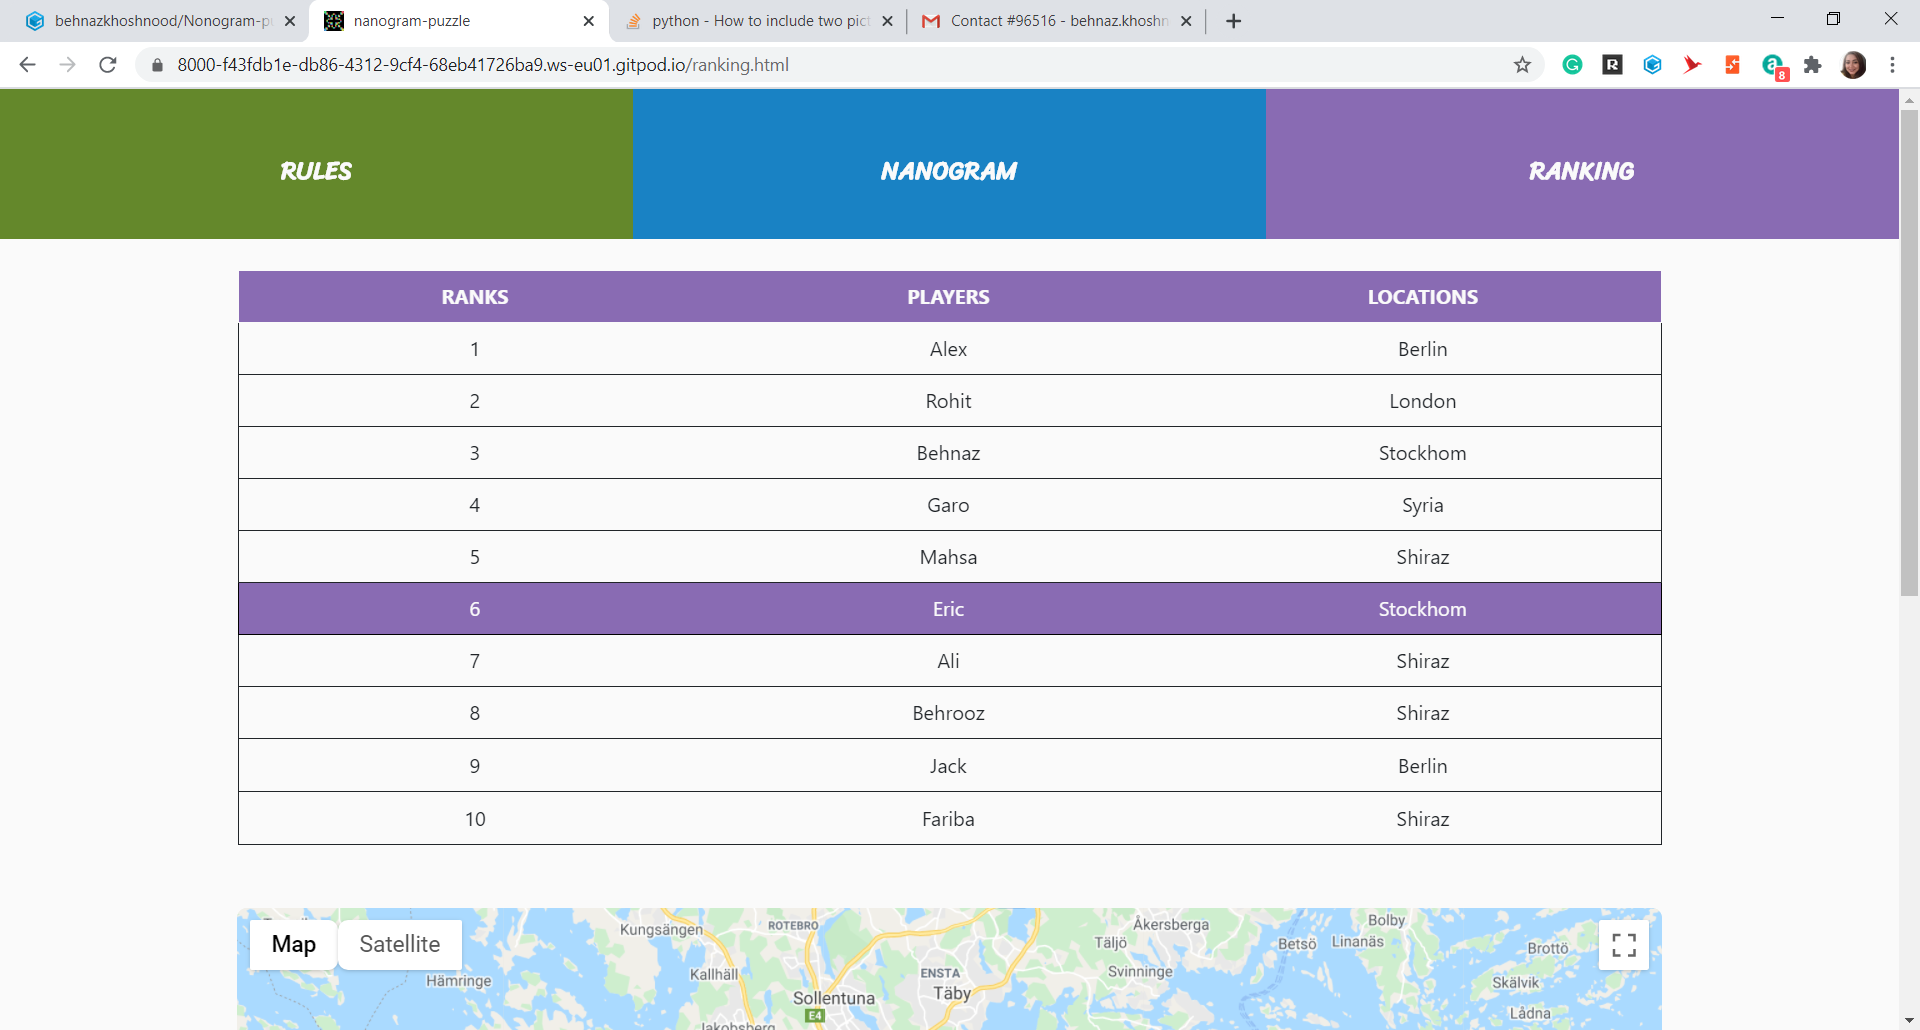 behnazkhoshnood/Nonogram-pu
nanogram-puzzle
python - How to include two pict
Contact #96516 - behnaz.khoshn
8000-f43fdb1e-db86-4312-9cf4-68eb41726ba9.ws-eu01.gitpod.io/ranking.html
8
RULES
NANOGRAM
RANKING
RANKS PLAYERS LOCATIONS
1 Alex Berlin
2 Rohit London
3 Behnaz Stockhom
4 Garo Syria
5 Mahsa Shiraz
6 Eric Stockhom
7 Ali Shiraz
8 Behrooz Shiraz
9 Jack Berlin
10 Fariba Shiraz
Map Satellite
Kungsängen
ROTEBRO
Åkersberga
Bolby
Täljö
Betsö
Linanäs
Brottö
Hämringe
Kallhäll
ENSTA
Svinninge
Skälvik
Sollentuna
Täby
E4
Lådna
Jakobsberg